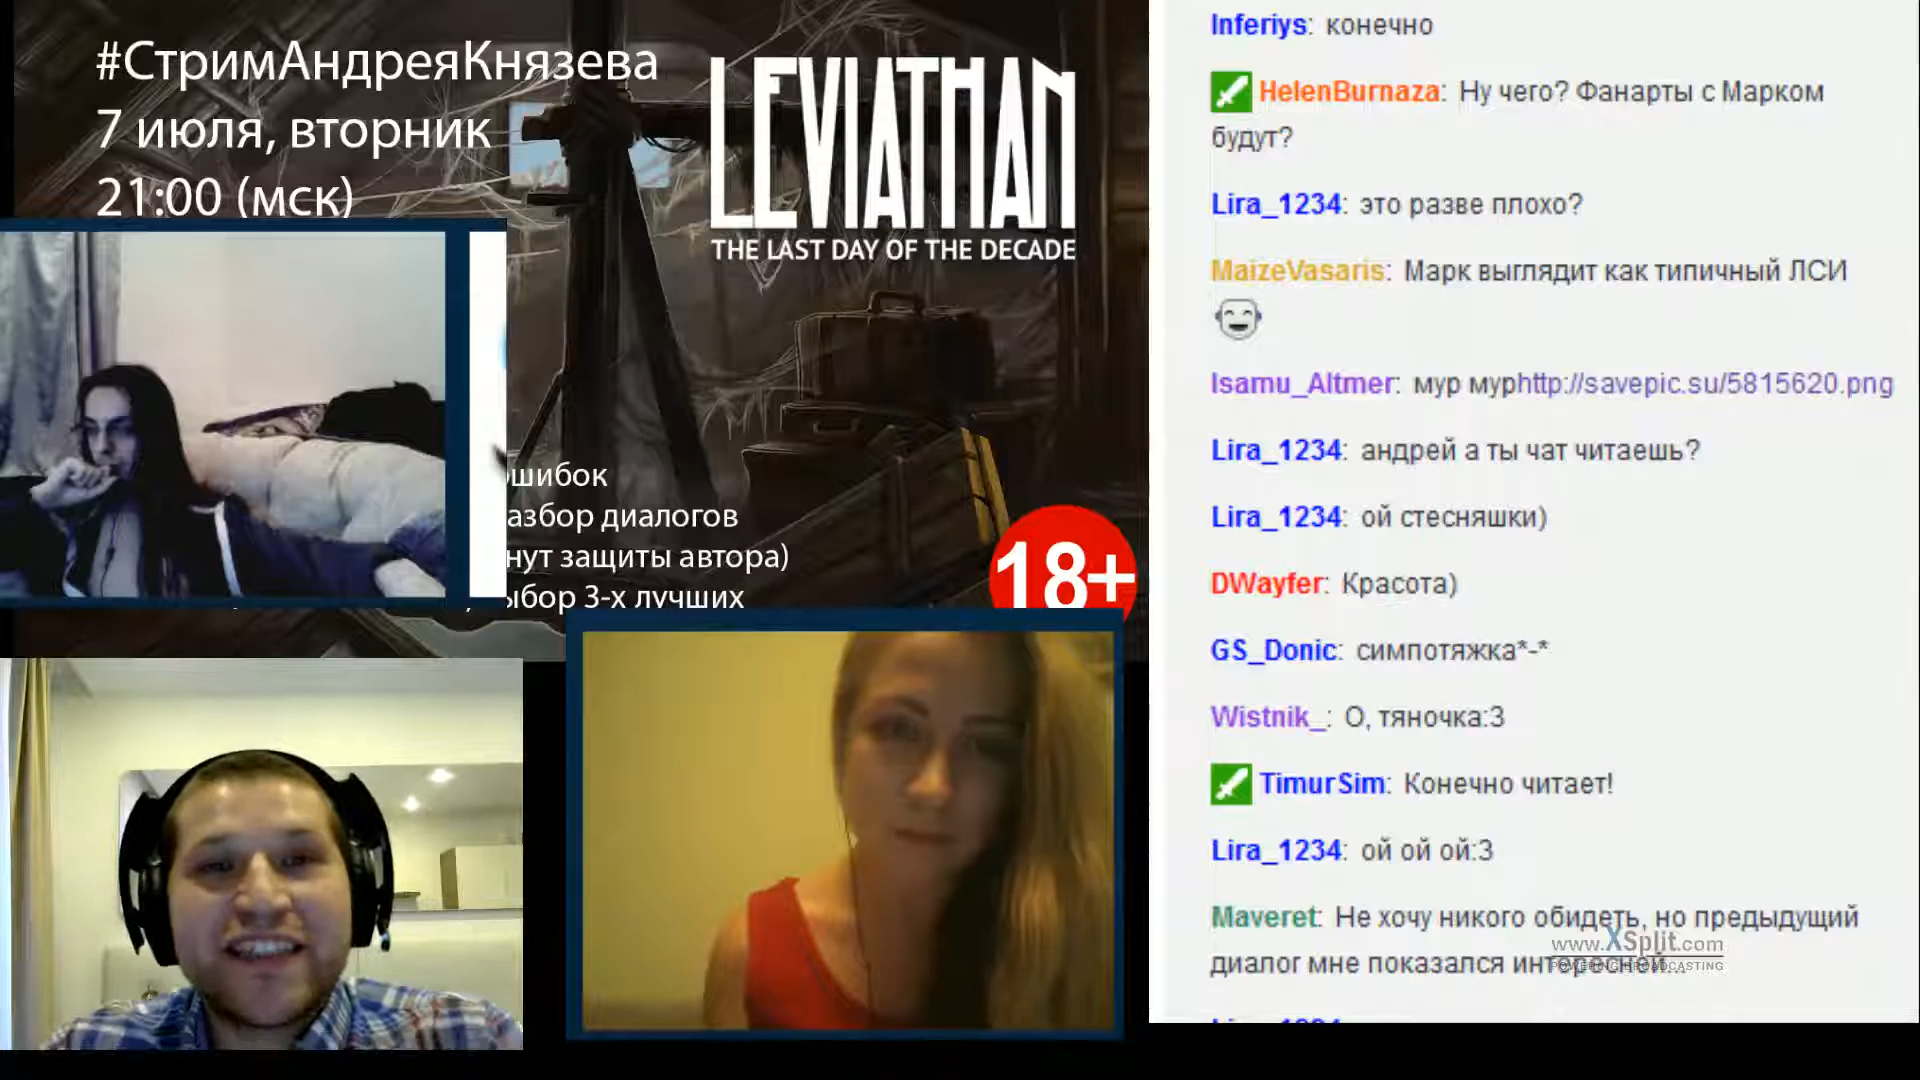 #СтримАндреяКнязева
7 июля, вторник
21:00 (мск)
LEVIATHAN
THE LAST DAY OF THE DECADE
диалогов
защиты автора)
3-х лучших
18+
Inferiys: конечно
HelenBurnaza: Ну чего? Фанарты с Марком
будут?
Lira_1234: это разве плохо?
MaizeVasaris: Марк выглядит как типичный ЛСИ
Isamu_Altmer: мур мурhttp://savepic.su/5815620.png
Lira_1234: андрей а ты чат читаешь?
Lira_1234: ой стесняшки)
DWayfer: Красота)
GS_Donic: симпотяжка*-*
Wistnik_: О, тяночка:3
TimurSim: Конечно читает!
Lira_1234: ой ой ой:3
Maveret: Не хочу никого обидеть, но предыдущий
диалог мне показался интересней...
www.XSplit.com
POWERING BROADCASTING